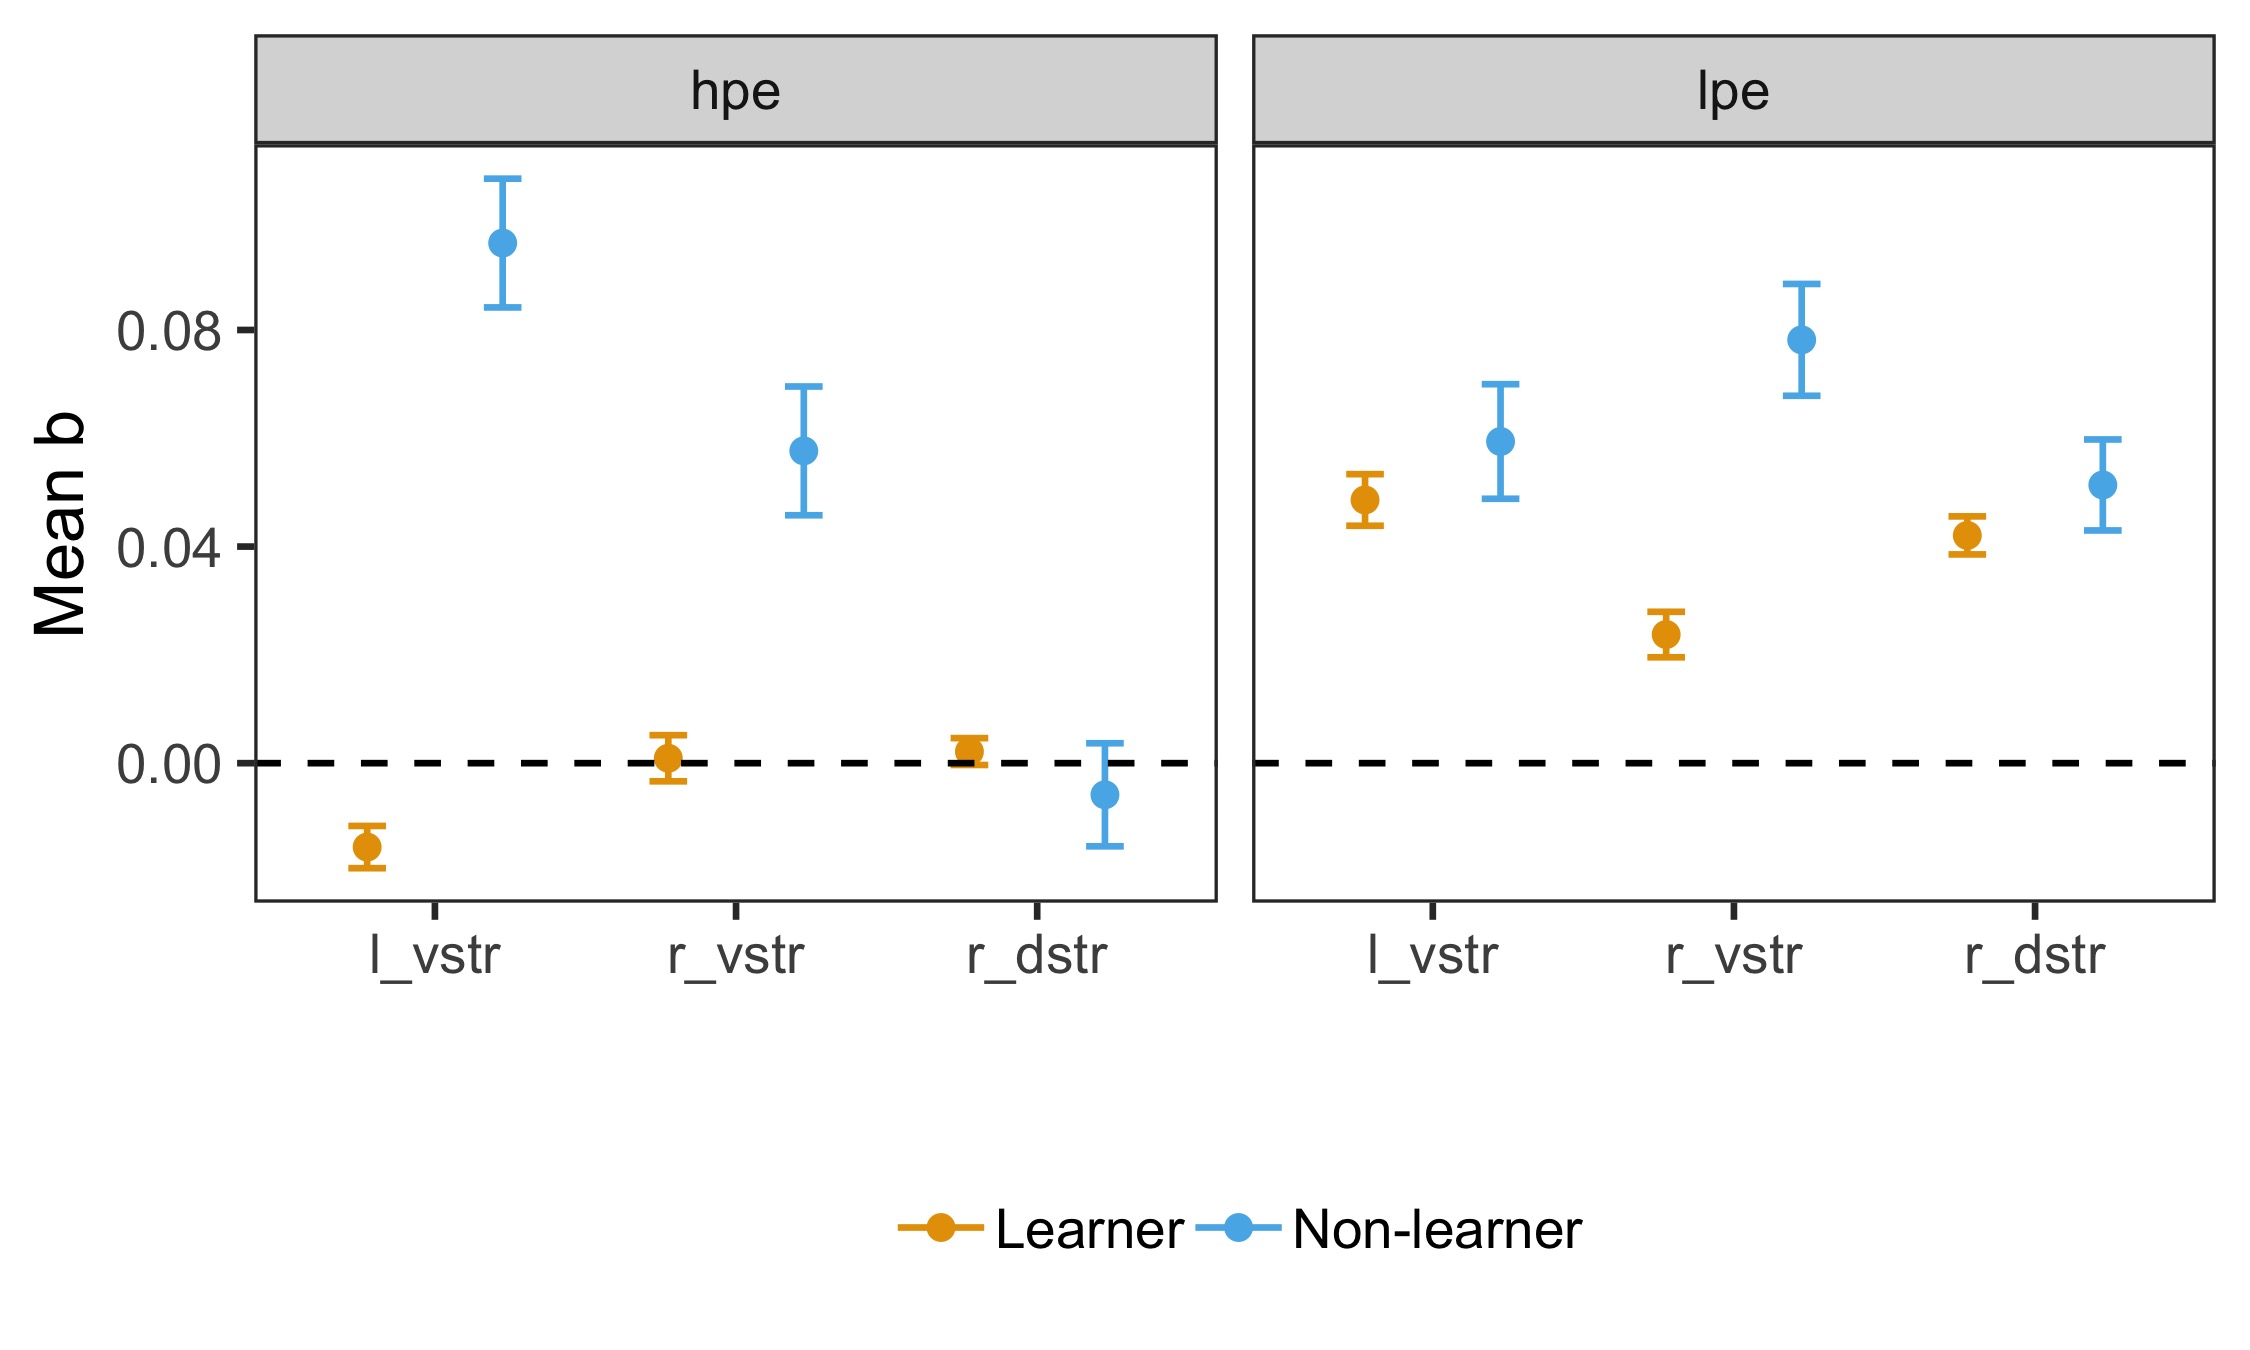 hpe
lpe
Mean b
0.08
0.04
0.00
l_vstr
r_vstr
r_dstr
l_vstr
r_vstr
r_dstr
Learner
Non-learner